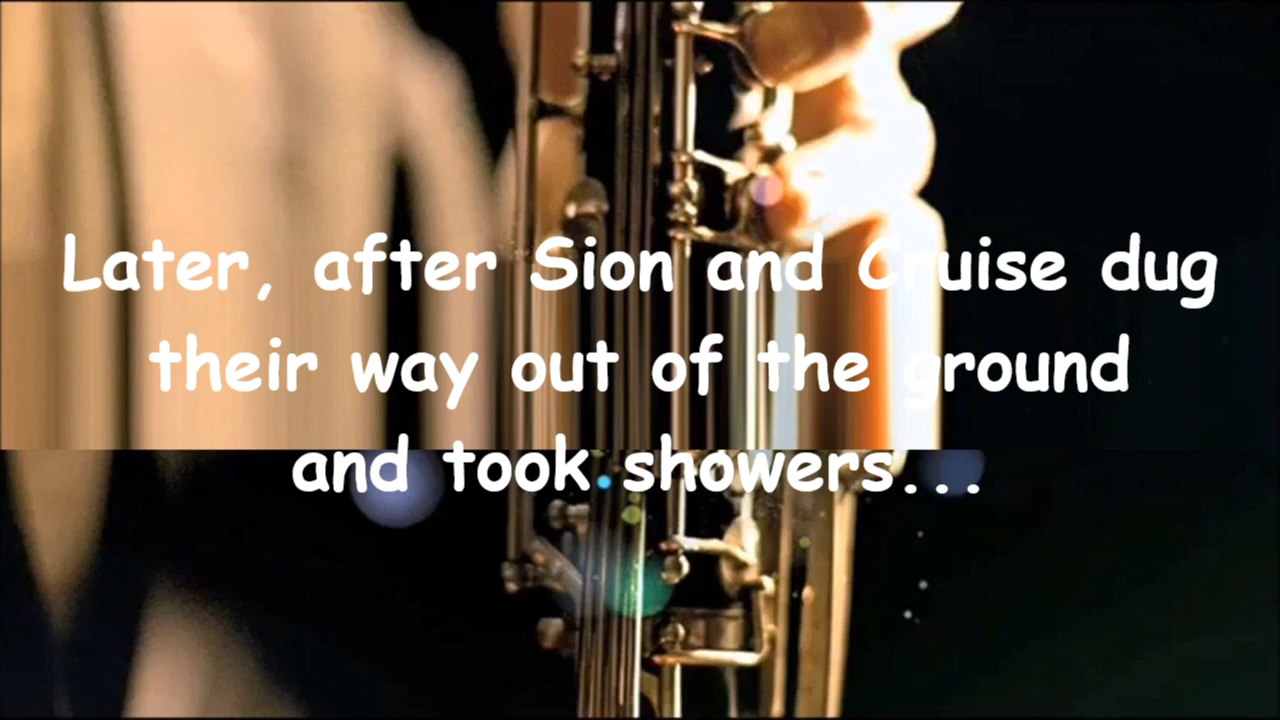 Later, after Sion and Cruise dug
their way out of the ground
and took showers...